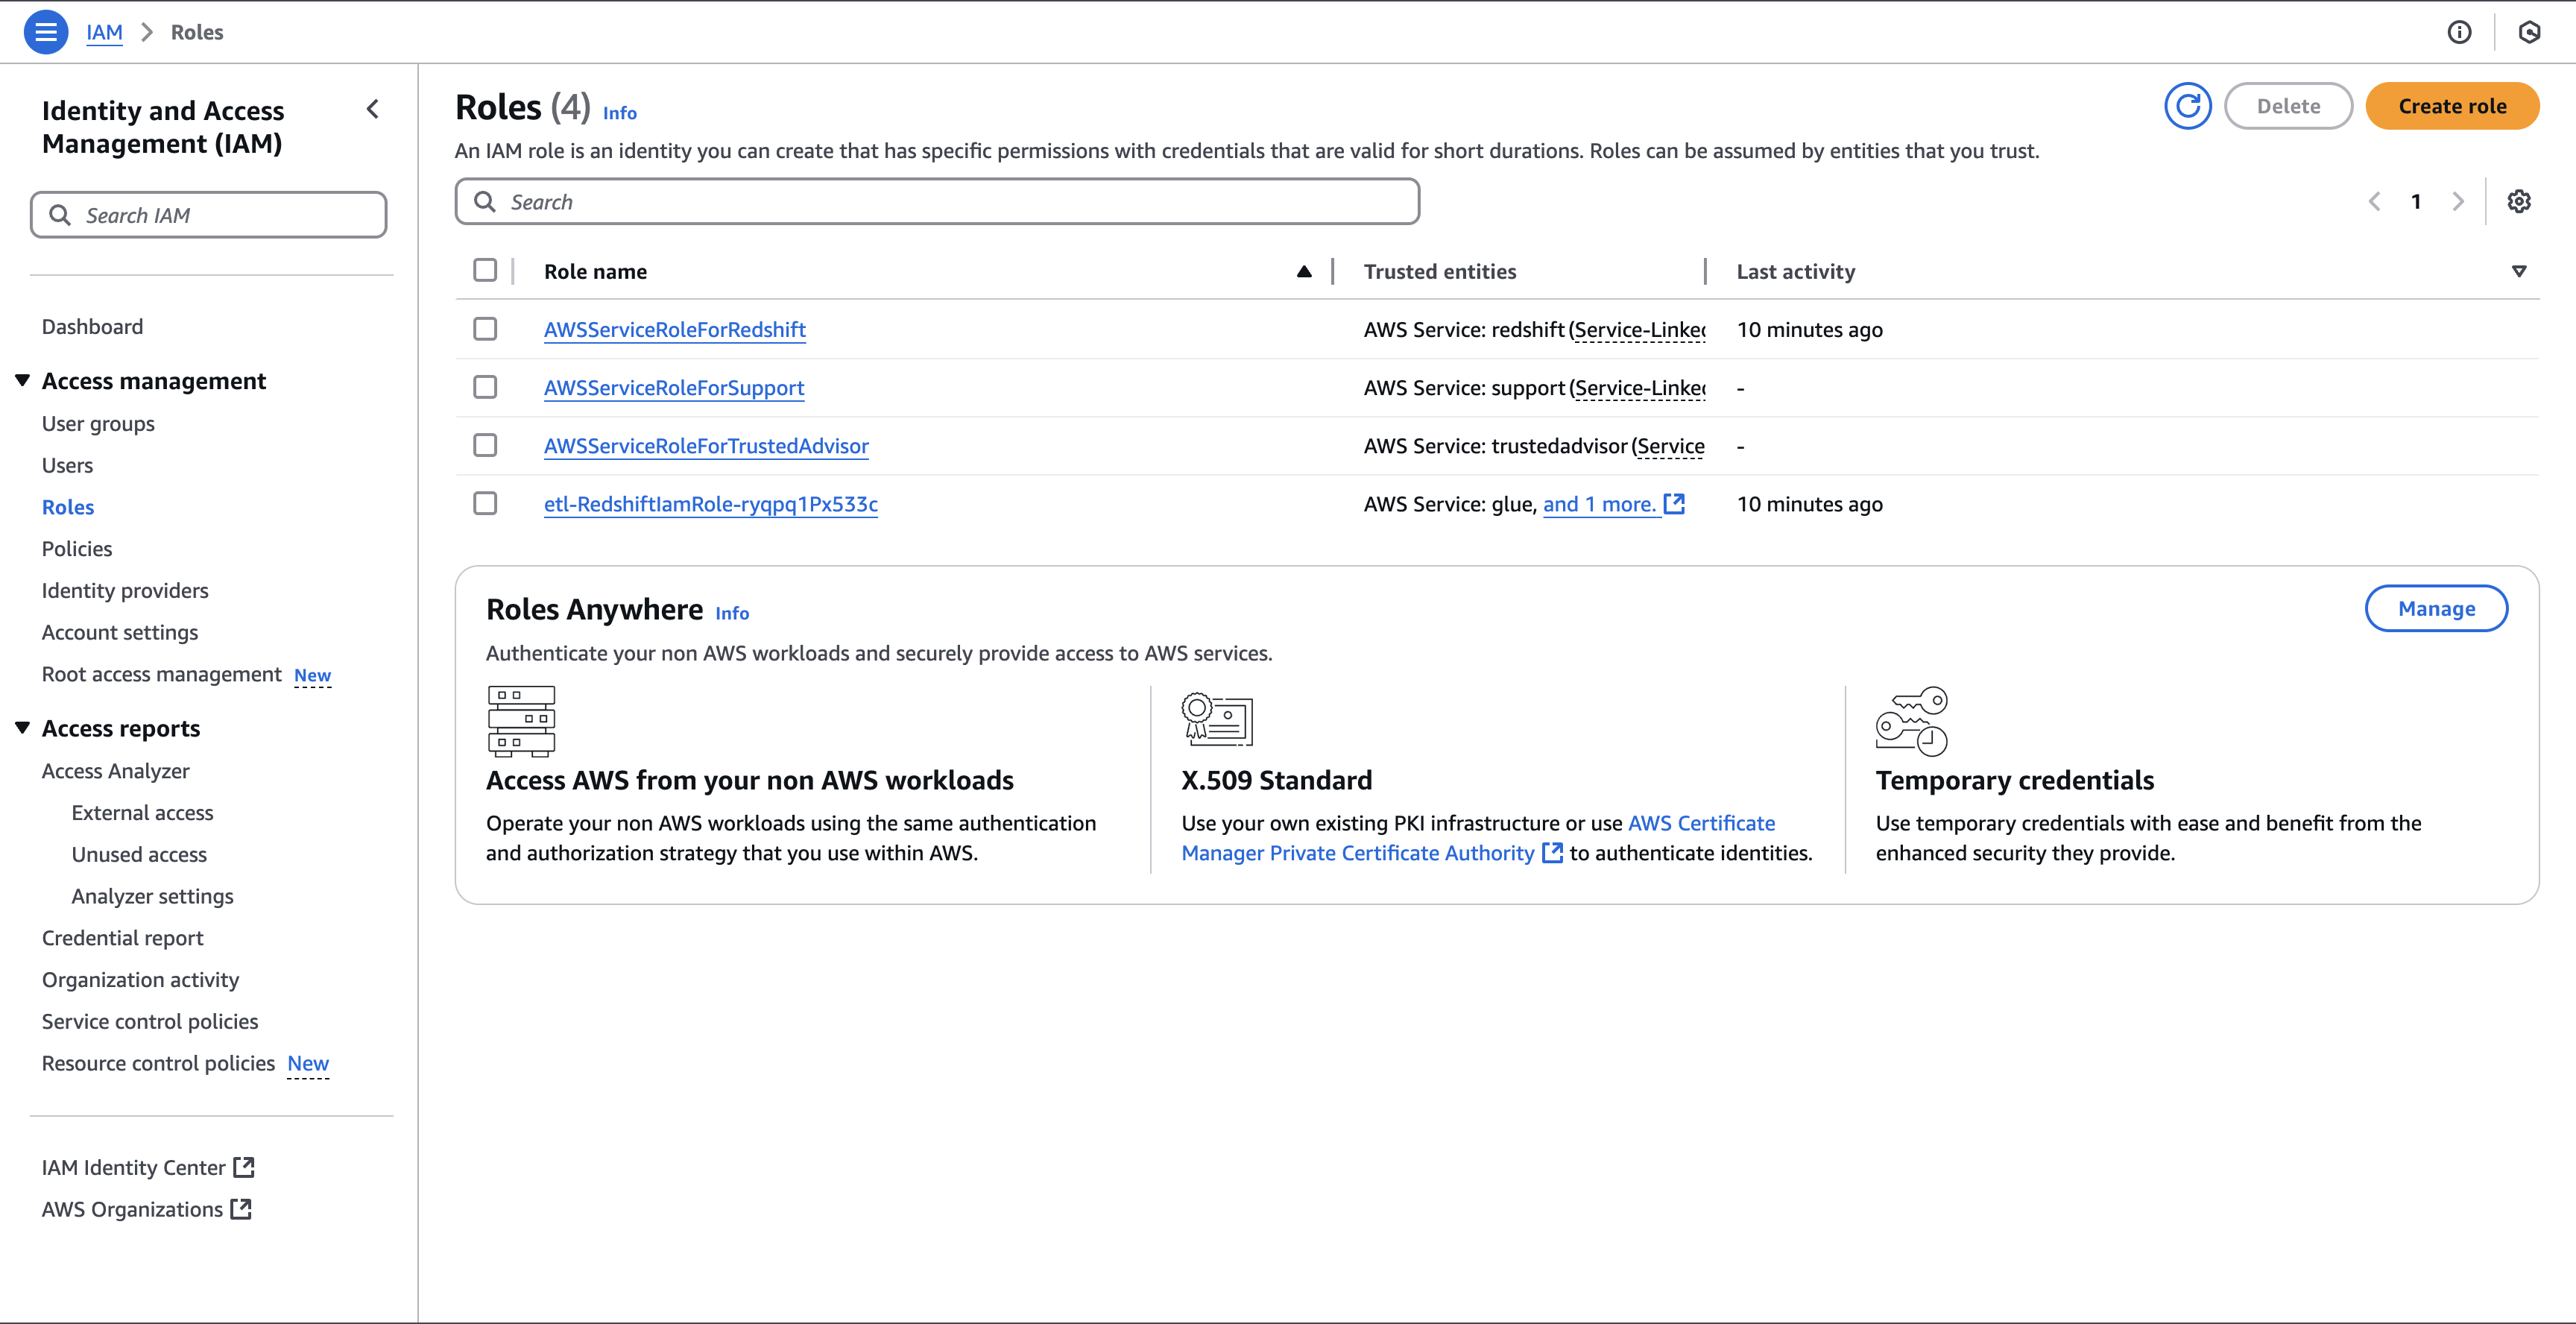 IAM > Roles
Identity and Access
Management (IAM)
Search IAM
Dashboard
Access management
User groups
Users
Roles
Policies
Identity providers
Account settings
Root access management New
Access reports
Access Analyzer
External access
Unused access
Analyzer settings
Credential report
Organization activity
Service control policies
Resource control policies New
IAM Identity Center
AWS Organizations
Roles (4) Info
Delete
Create role
An IAM role is an identity you can create that has specific permissions with credentials that are valid for short durations. Roles can be assumed by entities that you trust.
Search
1
Role name Trusted entities Last activity
AWSServiceRoleForRedshift AWS Service: redshift (Service-Linked 10 minutes ago
AWSServiceRoleForSupport AWS Service: support (Service-Linked -
AWSServiceRoleForTrustedAdvisor AWS Service: trustedadvisor (Service -
etl-RedshiftIamRole-ryqpq1Px533c AWS Service: glue, and 1 more. 10 minutes ago
Roles Anywhere Info
Manage
Authenticate your non AWS workloads and securely provide access to AWS services.
Access AWS from your non AWS workloads
Operate your non AWS workloads using the same authentication
and authorization strategy that you use within AWS.
X.509 Standard
Use your own existing PKI infrastructure or use AWS Certificate
Manager Private Certificate Authority to authenticate identities.
Temporary credentials
Use temporary credentials with ease and benefit from the
enhanced security they provide.